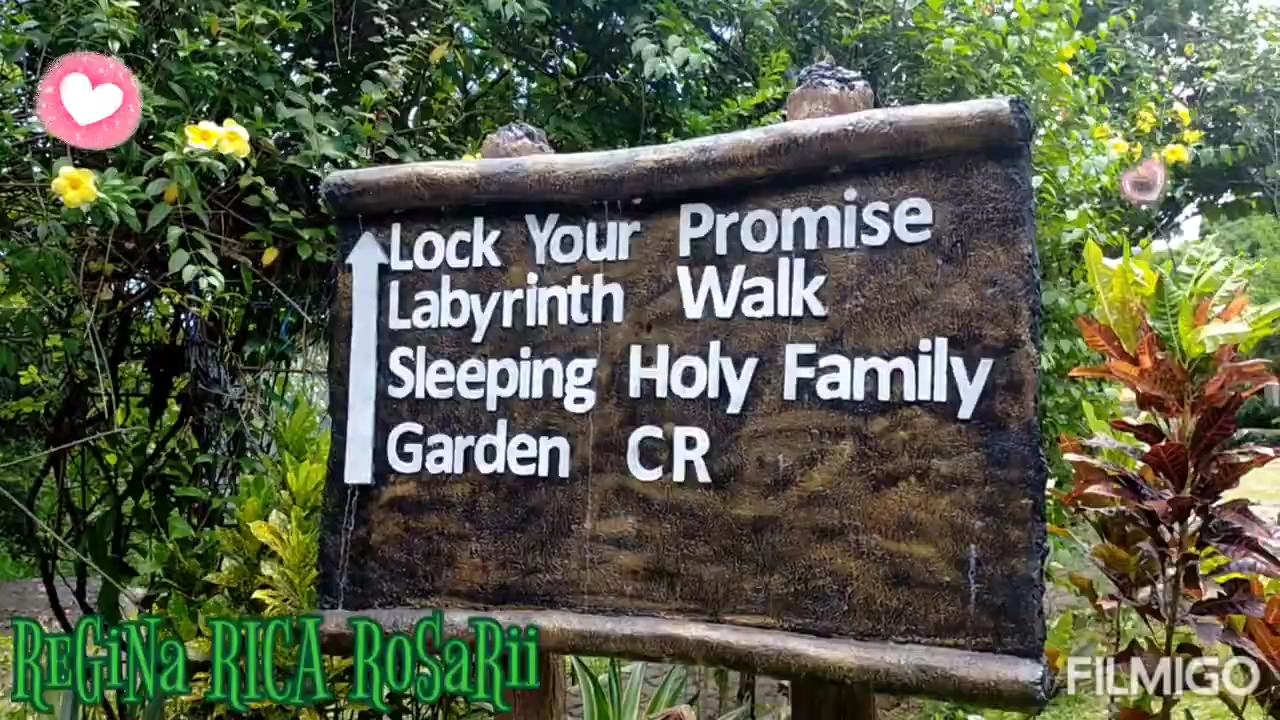 Lock Your Promise
Labyrinth Walk
Sleeping Holy Family
Garden CR
ReGiNa RICA RoSaRii
FILMIGO